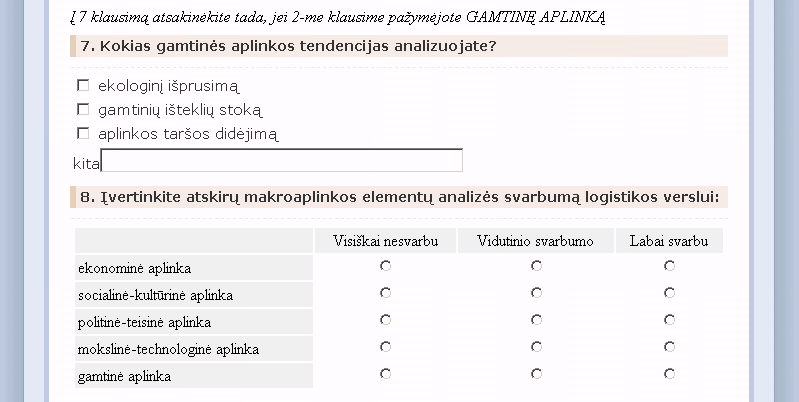 Į 7 klausimą atsakinėkite tada, jei 2-me klausime pažymėjote GAMTINĘ APLINKĄ
7. Kokias gamtinės aplinkos tendencijas analizuojate?
ekologinį išprusimą
gamtinių išteklių stoką
aplinkos taršos didėjimą
kita
8. Įvertinkite atskirų makroaplinkos elementų analizės svarbumą logistikos verslui:
Visiškai nesvarbu Vidutinio svarbumo Labai svarbu
ekonominė aplinka
socialinė-kultūrinė aplinka
politinė-teisinė aplinka
mokslinė-technologinė aplinka
gamtinė aplinka